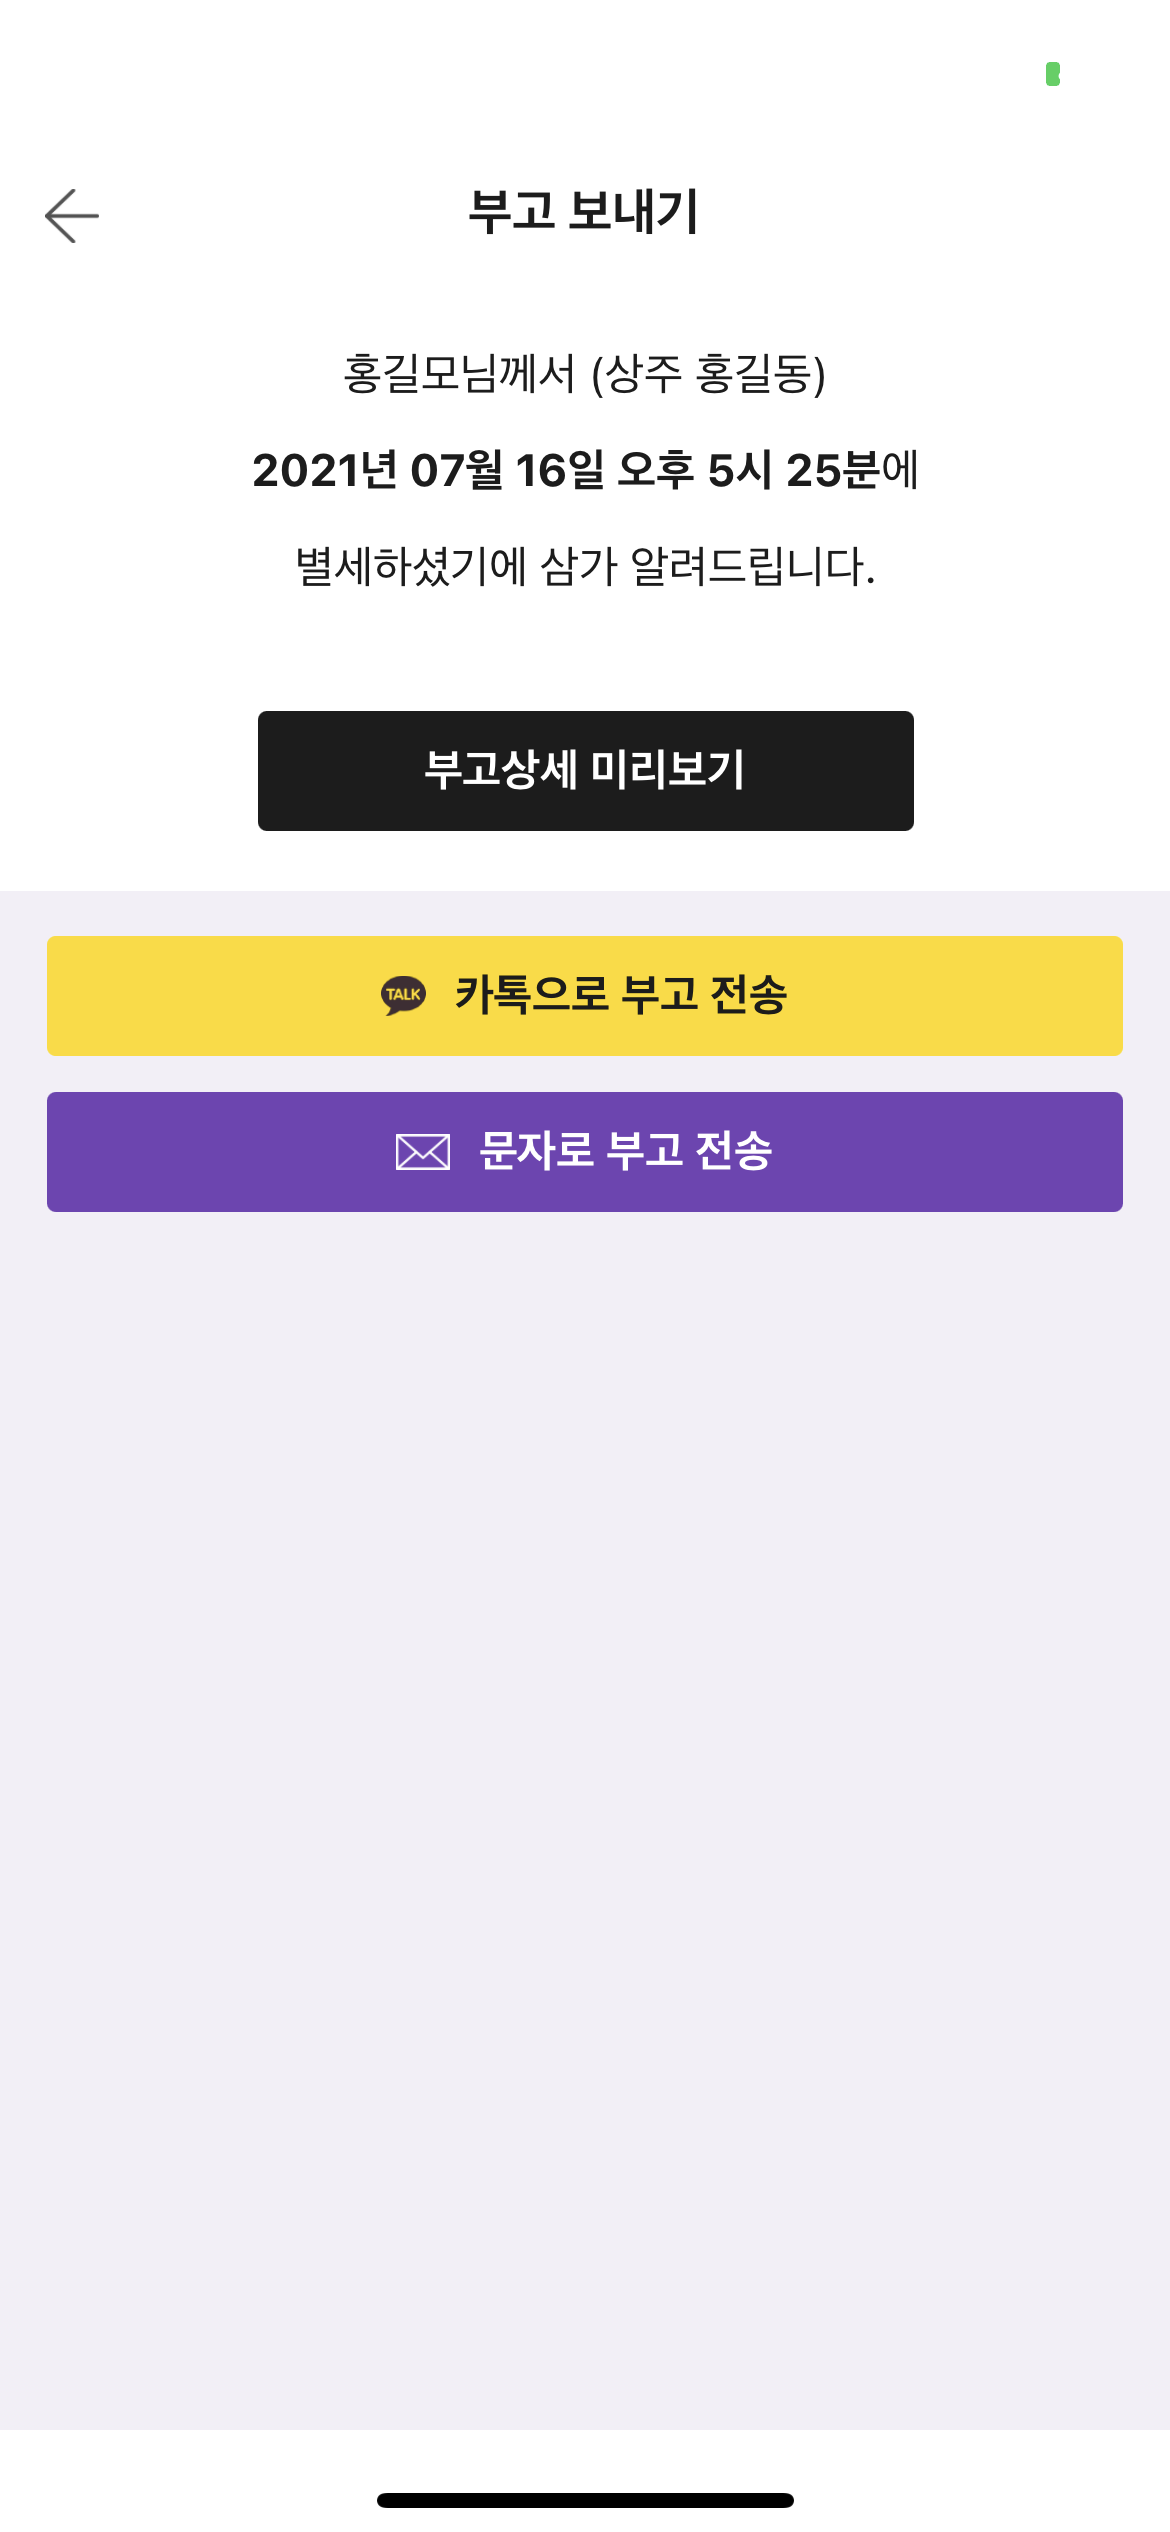 부고 보내기
홍길모님께서 (상주 홍길동)
2021년 07월 16일 오후 5시 25분에
별세하셨기에 삼가 알려드립니다.
부고상세 미리보기
TALK 카톡으로 부고 전송
문자로 부고 전송